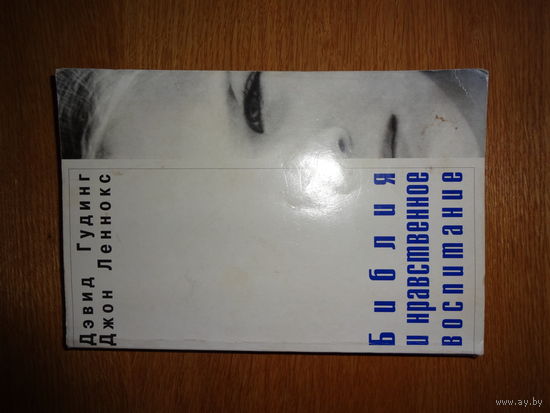 Дэвид Гудинг
Джон Леннокс
Библия
и нравственное
воспитание
www.ay.by